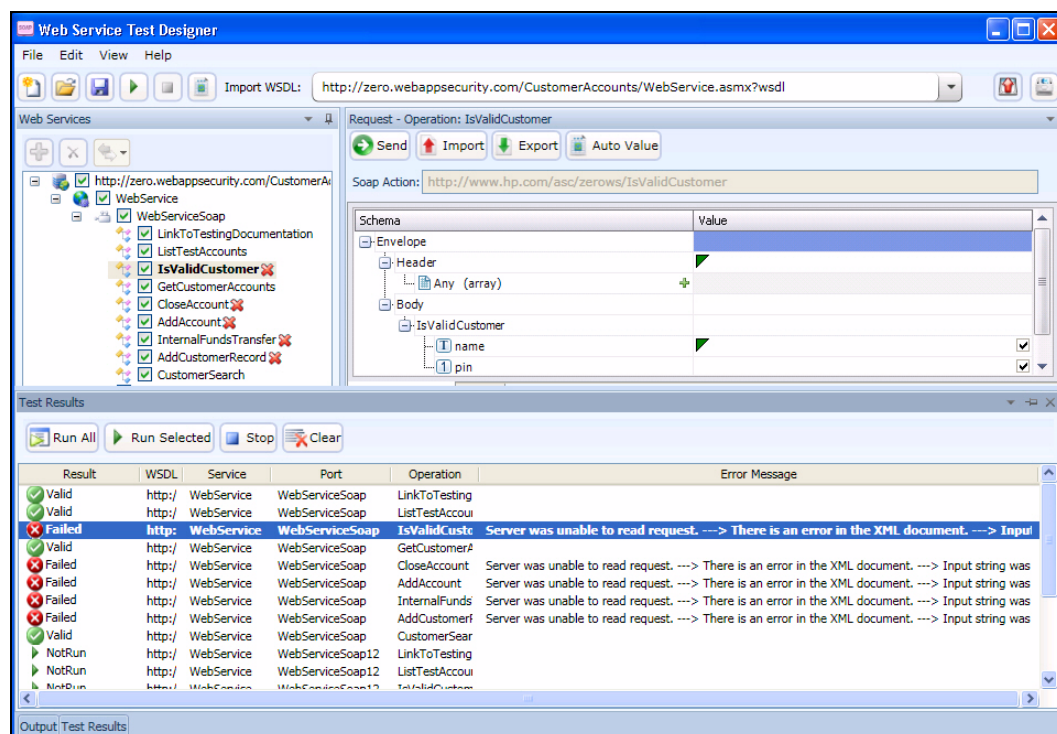 Web Service Test Designer
File Edit View Help
Import WSDL: http://zero.webappsecurity.com/CustomerAccounts/WebService.asmx?wsdl
Web Services
Request - Operation: IsValidCustomer
Send Import Export Auto Value
Soap Action: http://www.hp.com/asc/zerows/IsValidCustomer
http://zero.webappsecurity.com/CustomerA
WebService
WebServiceSoap
LinkToTestingDocumentation
ListTestAccounts
IsValidCustomer
GetCustomerAccounts
CloseAccount
AddAccount
InternalFundsTransfer
AddCustomerRecord
CustomerSearch
Schema Value
Envelope
Header
Any (array)
Body
IsValidCustomer
T name
1 pin
Test Results
Run All Run Selected Stop Clear
Result WSDL Service Port Operation Error Message
Valid http:/ WebService WebServiceSoap LinkToTesting
Valid http:/ WebService WebServiceSoap ListTestAccou
Failed http: WebService WebServiceSoap IsValidCusto Server was unable to read request. ---> There is an error in the XML document. ---> Input
Valid http:/ WebService WebServiceSoap GetCustomerA
Failed http:/ WebService WebServiceSoap CloseAccount Server was unable to read request. ---> There is an error in the XML document. ---> Input string was
Failed http:/ WebService WebServiceSoap AddAccount Server was unable to read request. ---> There is an error in the XML document. ---> Input string was
Failed http:/ WebService WebServiceSoap InternalFunds Server was unable to read request. ---> There is an error in the XML document. ---> Input string was
Failed http:/ WebService WebServiceSoap AddCustomerF Server was unable to read request. ---> There is an error in the XML document. ---> Input string was
Valid http:/ WebService WebServiceSoap CustomerSear
NotRun http:/ WebService WebServiceSoap12 LinkToTesting
NotRun http:/ WebService WebServiceSoap12 ListTestAccou
NotRun http:/ WebService WebServiceSoap12 IsValidCustom
Output Test Results